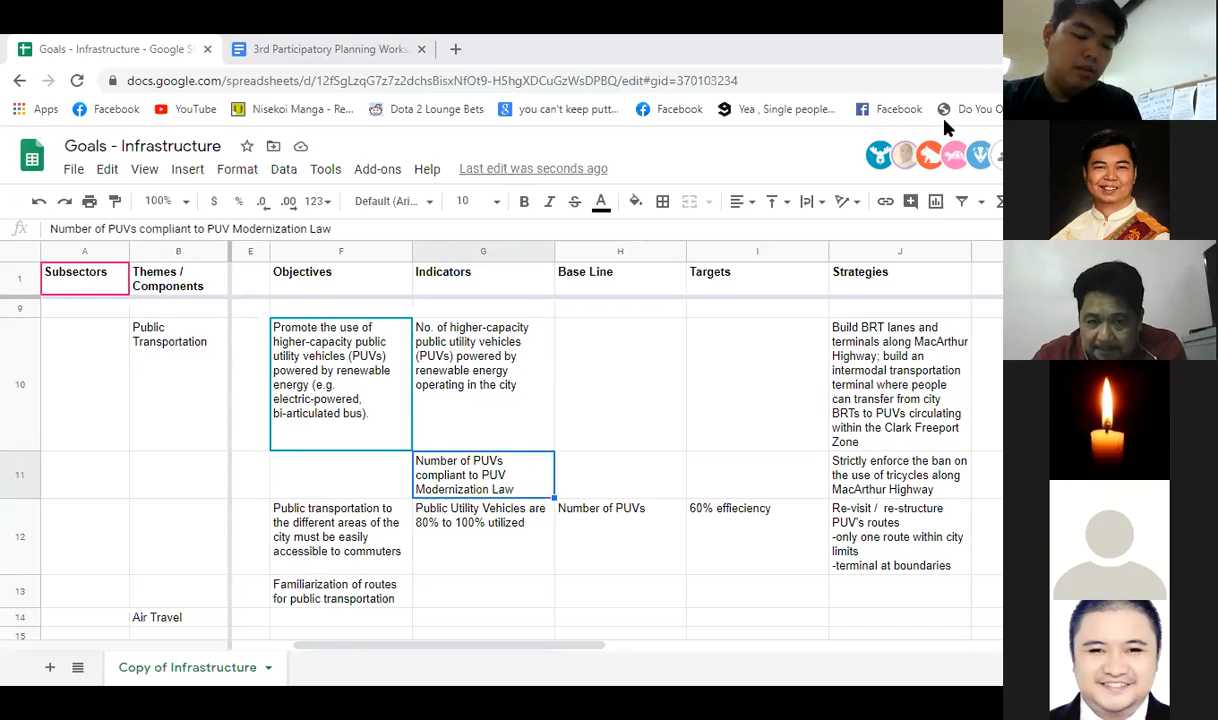 Goals - Infrastructure - Google S
3rd Participatory Planning Works
docs.google.com/spreadsheets/d/12fSgLzqG7z7z2dchsBisxNfOt9-H5hgXDCuGzWsDPBQ/edit#gid=370103234
Apps Facebook YouTube Nisekoi Manga - Re... Dota 2 Lounge Bets you can't keep putt... Facebook Yea , Single people... Facebook Do You O
Goals - Infrastructure
File Edit View Insert Format Data Tools Add-ons Help Last edit was seconds ago
100% $ % .0 .00 123 Default (Ari... 10 B I S A
fx Number of PUVs compliant to PUV Modernization Law
A B E F G H I J
1 Subsectors Themes / Components Objectives Indicators Base Line Targets Strategies
9
10
Public
Transportation
Promote the use of
higher-capacity public
utility vehicles (PUVs)
powered by renewable
energy (e.g.
electric-powered,
bi-articulated bus).
No. of higher-capacity
public utility vehicles
(PUVs) powered by
renewable energy
operating in the city
Build BRT lanes and
terminals along MacArthur
Highway; build an
intermodal transportation
terminal where people
can transfer from city
BRTs to PUVs circulating
within the Clark Freeport
Zone
11
Number of PUVs
compliant to PUV
Modernization Law
Strictly enforce the ban on
the use of tricycles along
MacArthur Highway
12
Public transportation to
the different areas of the
city must be easily
accessible to commuters
Public Utility Vehicles are
80% to 100% utilized
Number of PUVs
60% effieciency
Re-visit / re-structure
PUV's routes
-only one route within city
limits
-terminal at boundaries
13
Familiarization of routes
for public transportation
14 Air Travel
15
Copy of Infrastructure